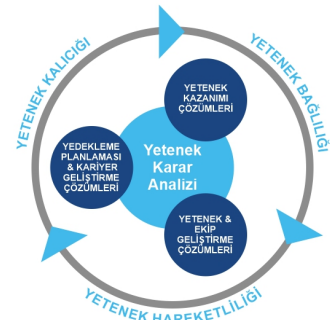 YETENEK KALICIĞI
YETENEK BAĞLILIĞI
YETENEK
KAZANIMI
ÇÖZÜMLERİ
YEDEKLEME
PLANLAMASI
& KARİYER
GELİŞTİRME
ÇÖZÜMLERİ
Yetenek
Karar
Analizi
YETENEK &
EKİP
GELİŞTİRME
ÇÖZÜMLERİ
YETENEK HAREKETLİLİĞİ